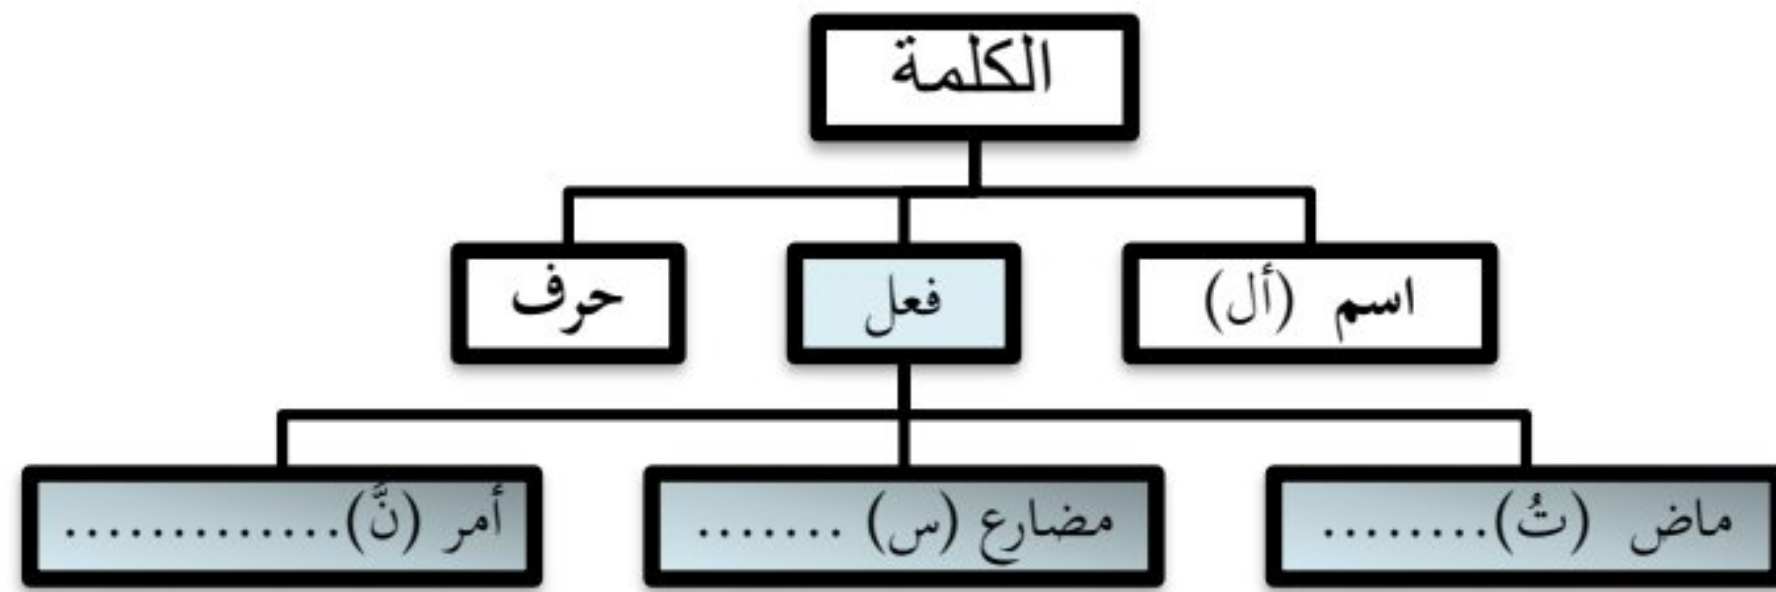 الكلمة
اسم (أل)
فعل
حرف
ماض (تُ)........
مضارع (س) .......
أمر (نَّ).............